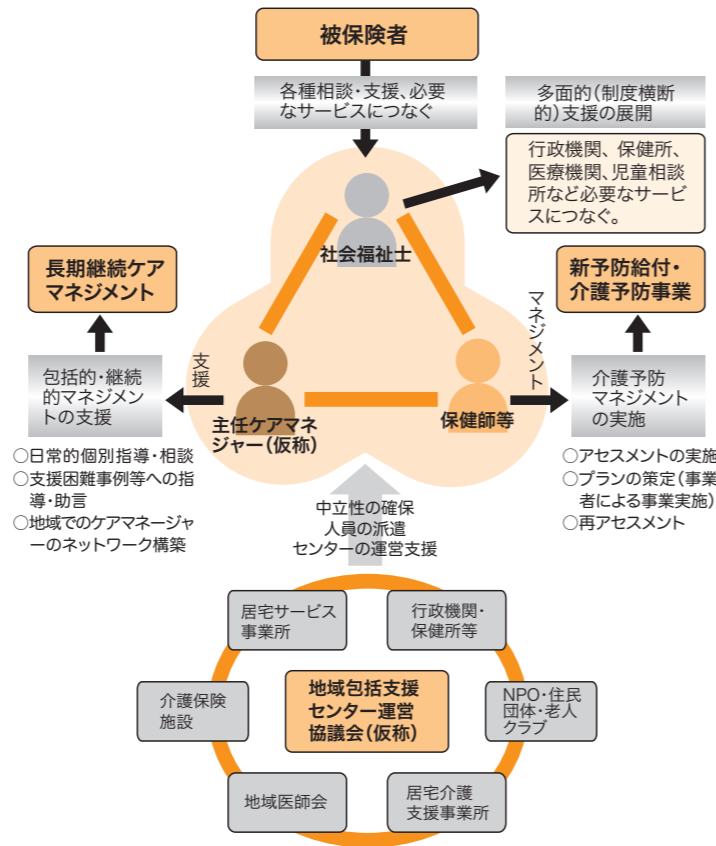 被保険者
各種相談・支援、必要
なサービスにつなぐ
多面的(制度横断
的)支援の展開
行政機関、保健所、
医療機関、児童相談
所など必要なサービ
スにつなぐ。
社会福祉士
長期継続ケア
マネジメント
新予防給付・
介護予防事業
支援
マネジメント
包括的・継続
的マネジメン
トの支援
主任ケアマネ
ジャー(仮称)
保健師等
介護予防
マネジメント
の実施
○日常的個別指導・相談
○支援困難事例等への指
導・助言
○地域でのケアマネージャ
ーのネットワーク構築
○アセスメントの実施
○プランの策定(事業
者による事業実施)
○再アセスメント
中立性の確保
人員の派遣
センターの運営支援
居宅サービス
事業所
行政機関・
保健所等
介護保険
施設
地域包括支援
センター運営
協議会(仮称)
NPO・住民
団体・老人
クラブ
地域医師会
居宅介護
支援事業所